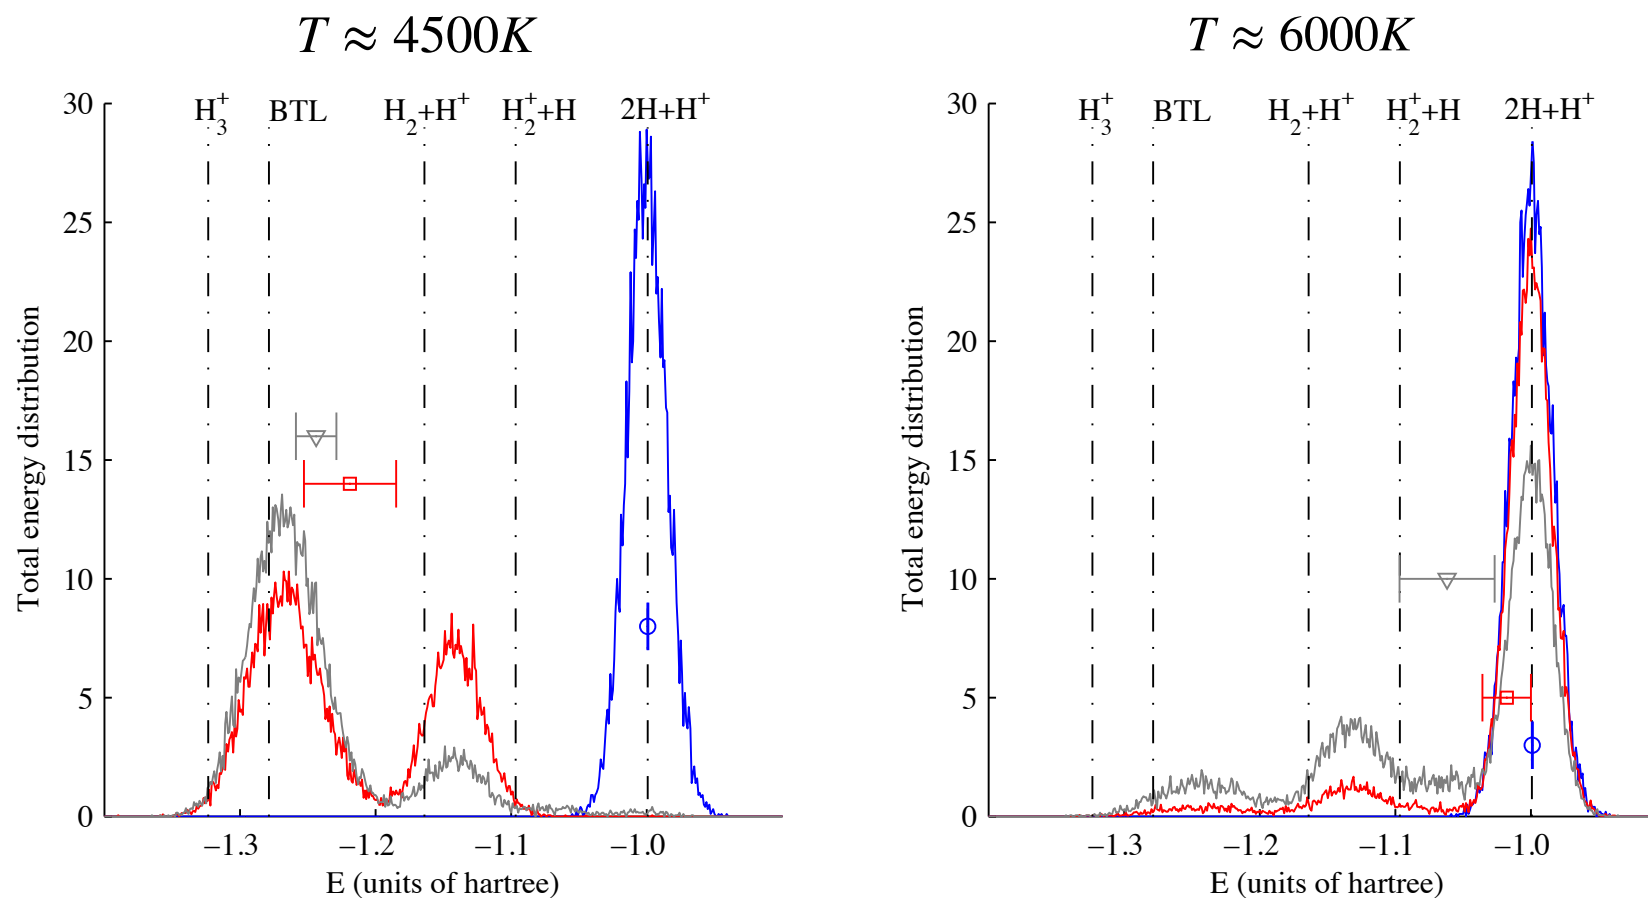 T ≈ 4500K
30
25
20
15
10
5
0
Total energy distribution
H₃⁺
BTL
H₂+H⁺
H₂⁺+H
2H+H⁺
−1.3
−1.2
−1.1
−1.0
E (units of hartree)
T ≈ 6000K
30
25
20
15
10
5
0
Total energy distribution
H₃⁺
BTL
H₂+H⁺
H₂⁺+H
2H+H⁺
−1.3
−1.2
−1.1
−1.0
E (units of hartree)